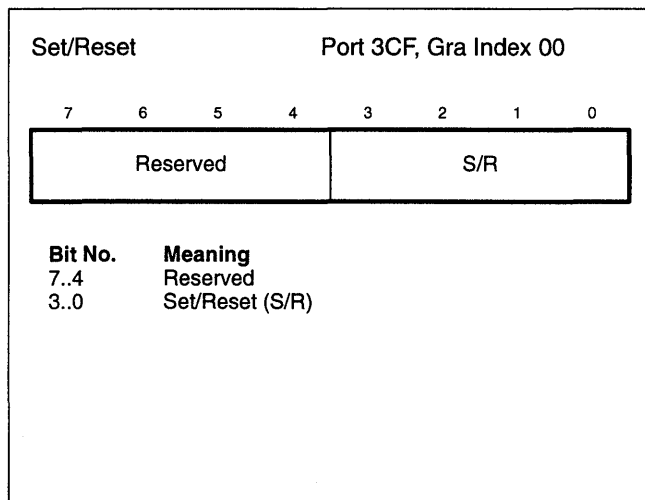 Set/Reset Port 3CF, Gra Index 00
7 6 5 4 3 2 1 0
Reserved S/R
Bit No. Meaning
7..4 Reserved
3..0 Set/Reset (S/R)